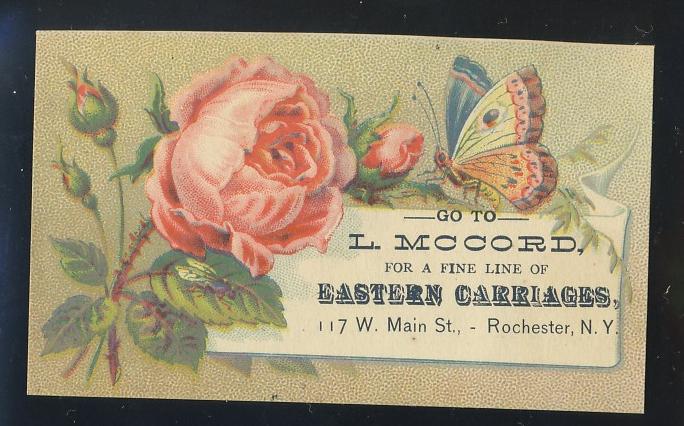 GO TO
L. MCCORD,
FOR A FINE LINE OF
EASTERN CARRIAGES,
117 W. Main St., - Rochester, N. Y.